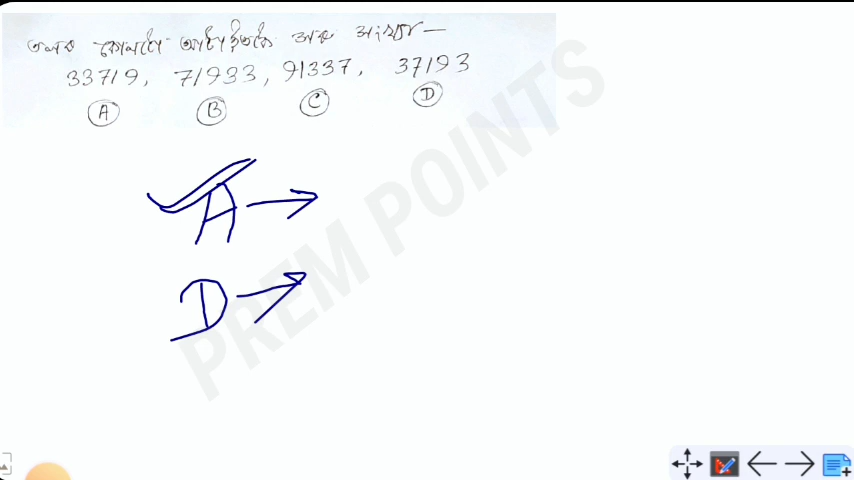 তলৰ কোনটো আটাইতকৈ সৰু সংখ্যা—
33719, 71933, 91337, 37193
A B C D
A →
D →
PREM POINTS